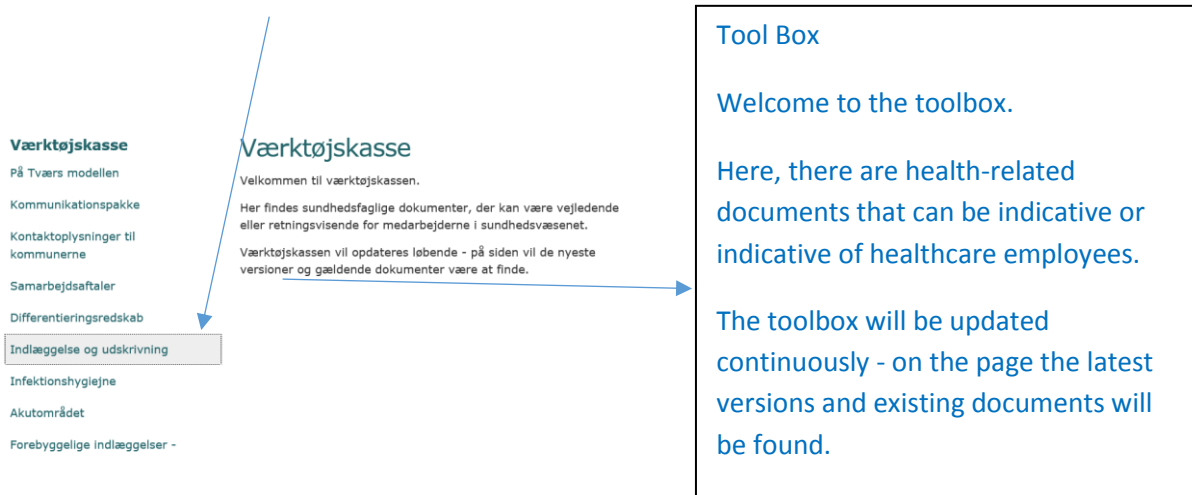 Værktøjskasse
På Tværs modellen
Kommunikationspakke
Kontaktoplysninger til
kommunerne
Samarbejdsaftaler
Differentieringsredskab
Indlæggelse og udskrivning
Infektionshygiejne
Akutområdet
Forebyggelige indlæggelser -
Værktøjskasse
Velkommen til værktøjskassen.
Her findes sundhedsfaglige dokumenter, der kan være vejledende
eller retningsvisende for medarbejderne i sundhedsvæsenet.
Værktøjskassen vil opdateres løbende - på siden vil de nyeste
versioner og gældende dokumenter være at finde.
Tool Box
Welcome to the toolbox.
Here, there are health-related
documents that can be indicative or
indicative of healthcare employees.
The toolbox will be updated
continuously - on the page the latest
versions and existing documents will
be found.